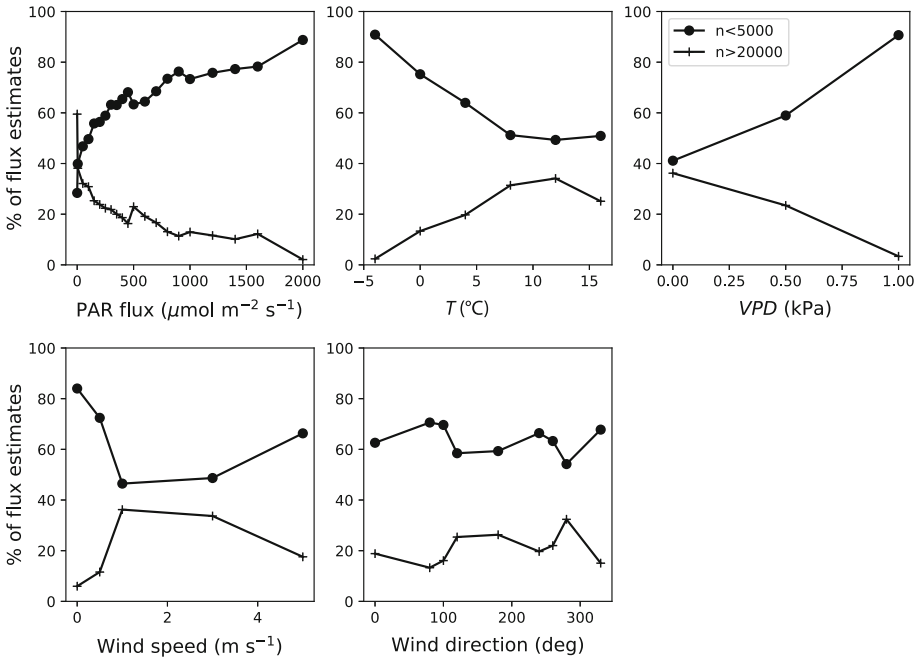 % of flux estimates
100
80
60
40
20
0
0 500 1000 1500 2000
PAR flux (μmol m⁻² s⁻¹)
100
80
60
40
20
0
−5 0 5 10 15
T (°C)
100
80
60
40
20
0
n<5000
n>20000
0.00 0.25 0.50 0.75 1.00
VPD (kPa)
% of flux estimates
100
80
60
40
20
0
0 2 4
Wind speed (m s⁻¹)
100
80
60
40
20
0
0 100 200 300
Wind direction (deg)